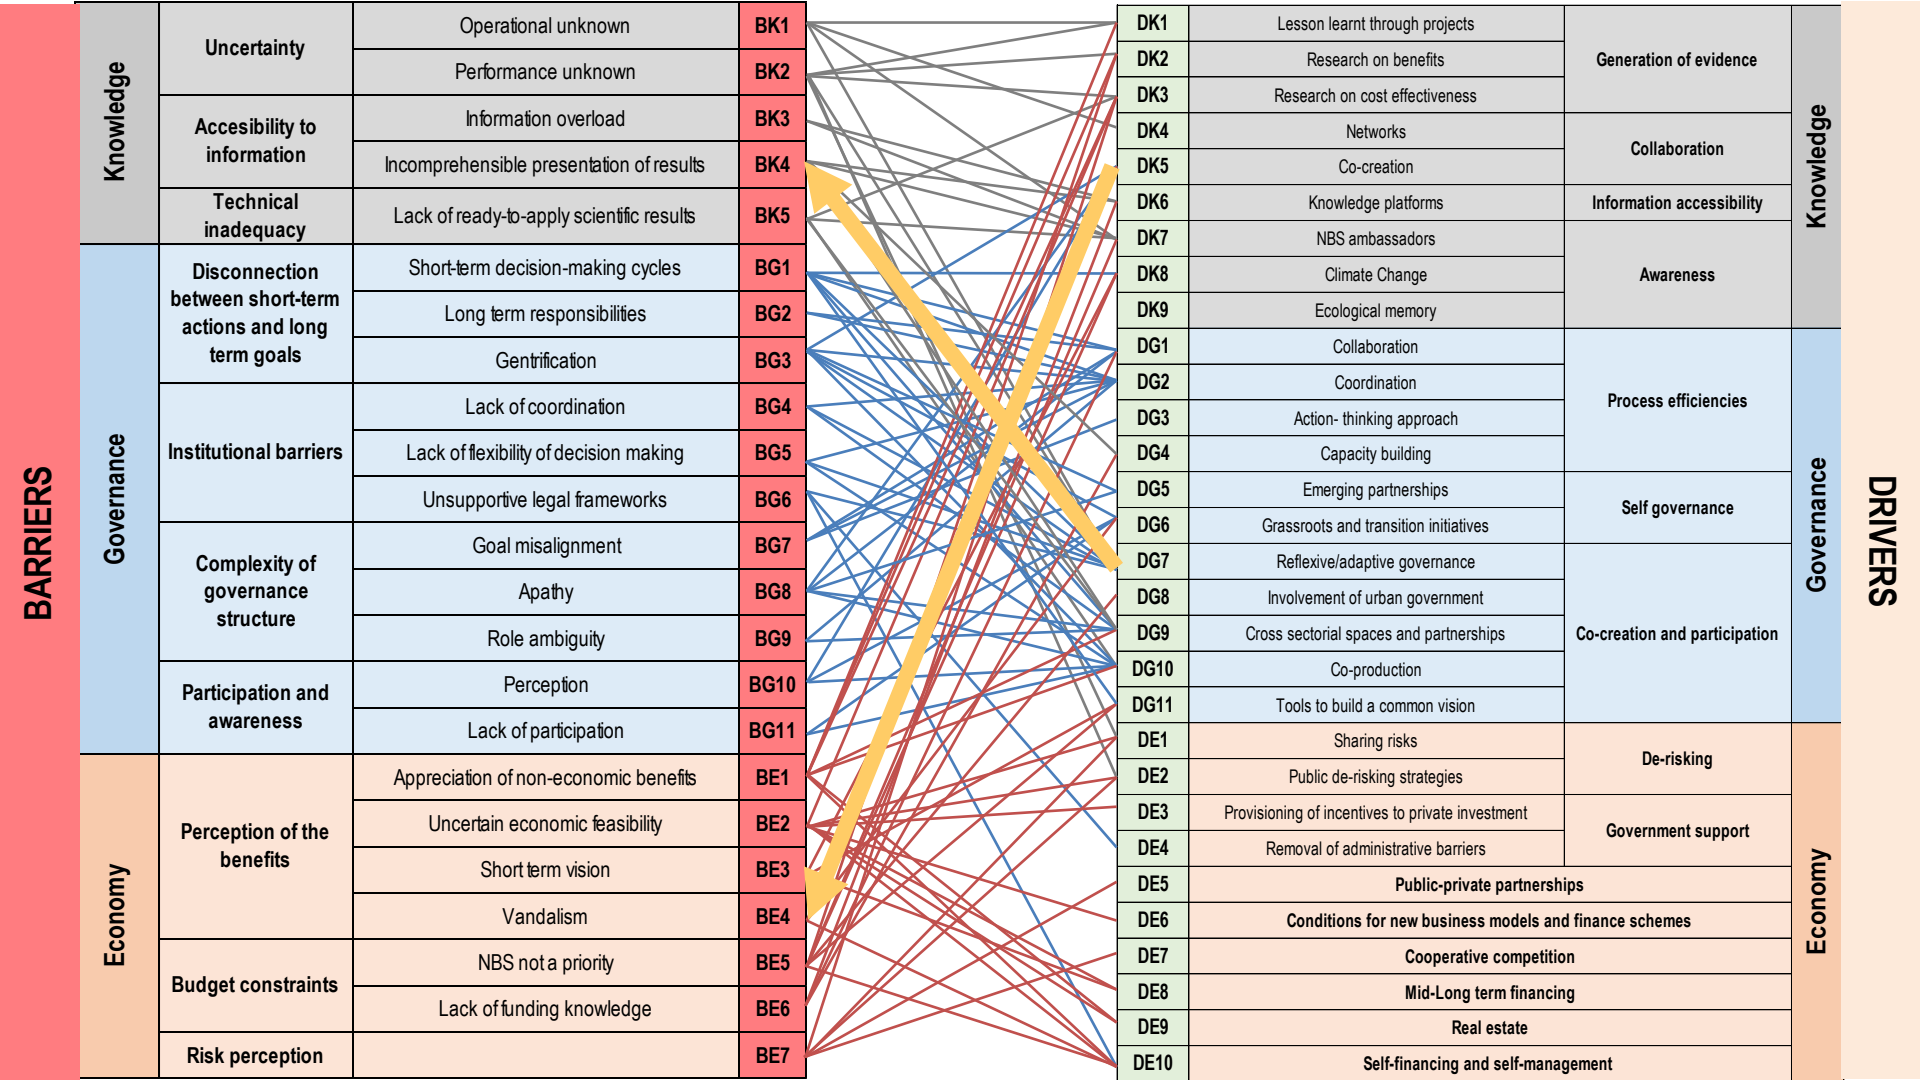 BARRIERS
Knowledge
Uncertainty
Operational unknown
BK1
Performance unknown
BK2
Accesibility to
information
Information overload
BK3
Incomprehensible presentation of results
BK4
Technical
inadequacy
Lack of ready-to-apply scientific results
BK5
Governance
Disconnection
between short-term
actions and long
term goals
Short-term decision-making cycles
BG1
Long term responsibilities
BG2
Gentrification
BG3
Institutional barriers
Lack of coordination
BG4
Lack of flexibility of decision making
BG5
Unsupportive legal frameworks
BG6
Complexity of
governance
structure
Goal misalignment
BG7
Apathy
BG8
Role ambiguity
BG9
Participation and
awareness
Perception
BG10
Lack of participation
BG11
Economy
Perception of the
benefits
Appreciation of non-economic benefits
BE1
Uncertain economic feasibility
BE2
Short term vision
BE3
Vandalism
BE4
Budget constraints
NBS not a priority
BE5
Lack of funding knowledge
BE6
Risk perception
BE7
DK1
Lesson learnt through projects
Generation of evidence
DK2
Research on benefits
DK3
Research on cost effectiveness
DK4
Networks
Collaboration
DK5
Co-creation
DK6
Knowledge platforms
Information accessibility
DK7
NBS ambassadors
Awareness
DK8
Climate Change
DK9
Ecological memory
Knowledge
DG1
Collaboration
Process efficiencies
DG2
Coordination
DG3
Action- thinking approach
DG4
Capacity building
DG5
Emerging partnerships
Self governance
DG6
Grassroots and transition initiatives
DG7
Reflexive/adaptive governance
Co-creation and participation
DG8
Involvement of urban government
DG9
Cross sectorial spaces and partnerships
DG10
Co-production
DG11
Tools to build a common vision
Governance
DE1
Sharing risks
De-risking
DE2
Public de-risking strategies
DE3
Provisioning of incentives to private investment
Government support
DE4
Removal of administrative barriers
DE5
Public-private partnerships
DE6
Conditions for new business models and finance schemes
DE7
Cooperative competition
DE8
Mid-Long term financing
DE9
Real estate
DE10
Self-financing and self-management
Economy
DRIVERS